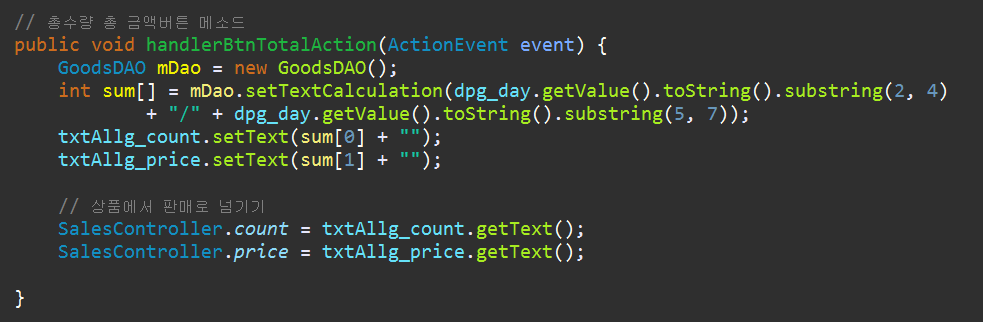 // 총수량 총 금액버튼 메소드
public void handlerBtnTotalAction(ActionEvent event) {
GoodsDAO mDao = new GoodsDAO();
int sum[] = mDao.setTextCalculation(dpg_day.getValue().toString().substring(2, 4)
+ "/" + dpg_day.getValue().toString().substring(5, 7));
txtAllg_count.setText(sum[0] + "");
txtAllg_price.setText(sum[1] + "");
// 상품에서 판매로 넘기기
SalesController.count = txtAllg_count.getText();
SalesController.price = txtAllg_price.getText();
}